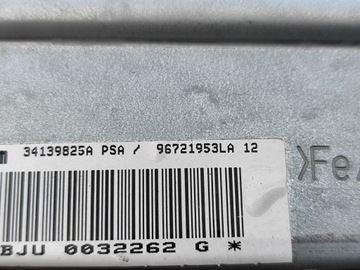 34139825A PSA / 96721953LA 12
>Fe
BJU 0032262 G *